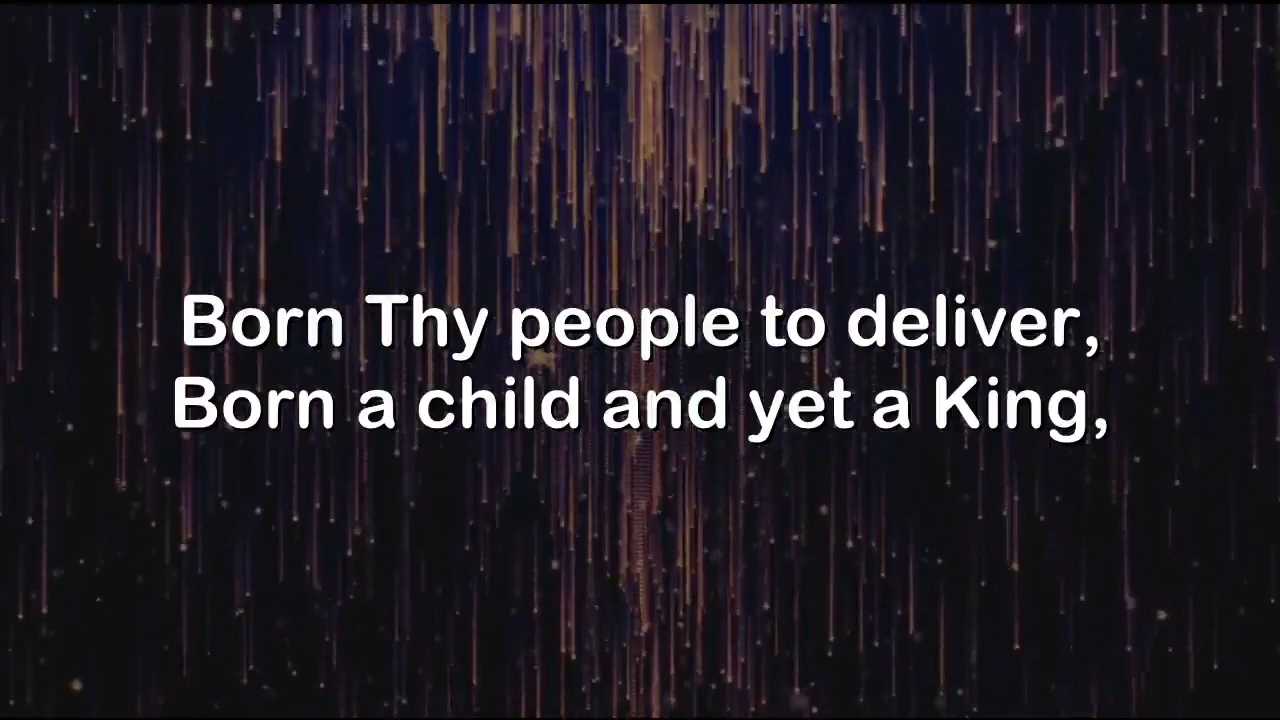 Born Thy people to deliver,
Born a child and yet a King,